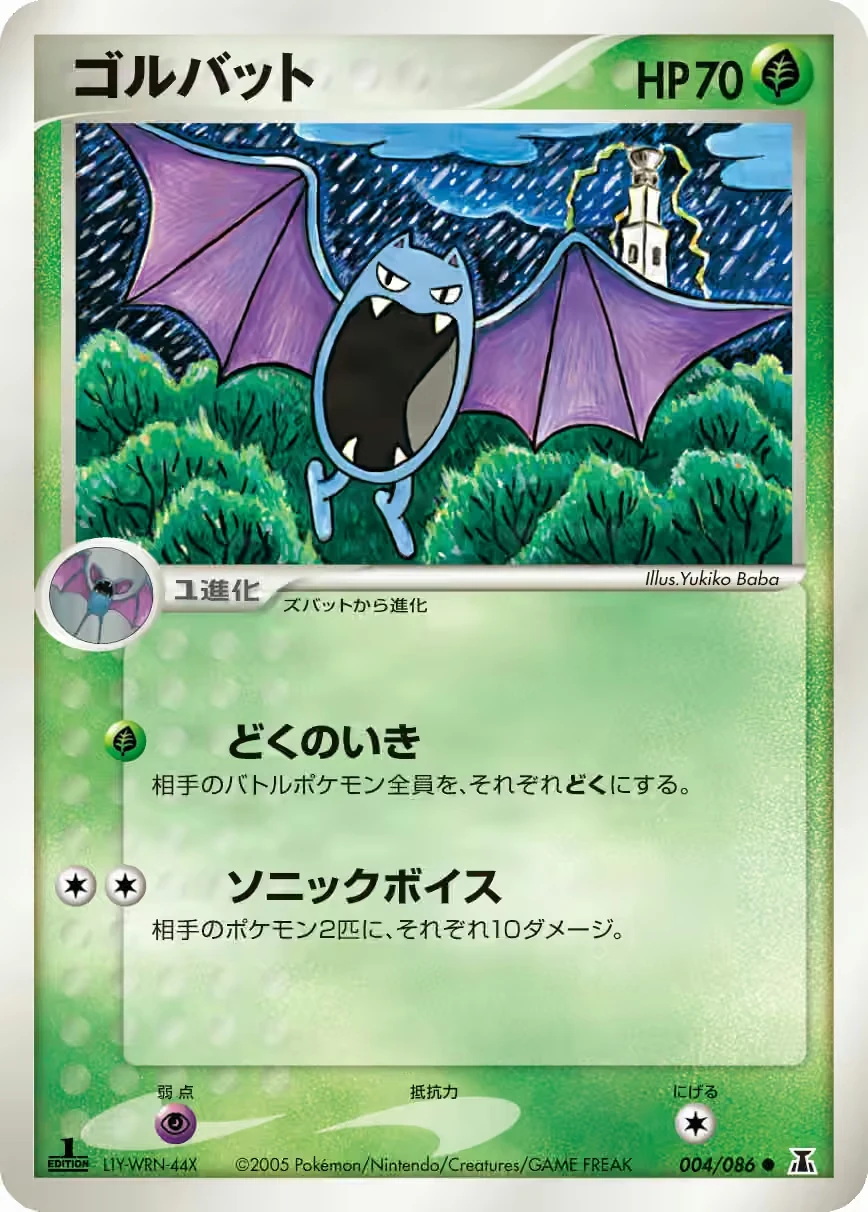 ゴルバット HP70
Illus.Yukiko Baba
1進化
ズバットから進化
どくのいき
相手のバトルポケモン全員を、それぞれどくにする。
ソニックボイス
相手のポケモン2匹に、それぞれ10ダメージ。
弱点 抵抗力 にげる
1 EDITION L1Y-WRN-44X ©2005 Pokémon/Nintendo/Creatures/GAME FREAK 004/086 ●